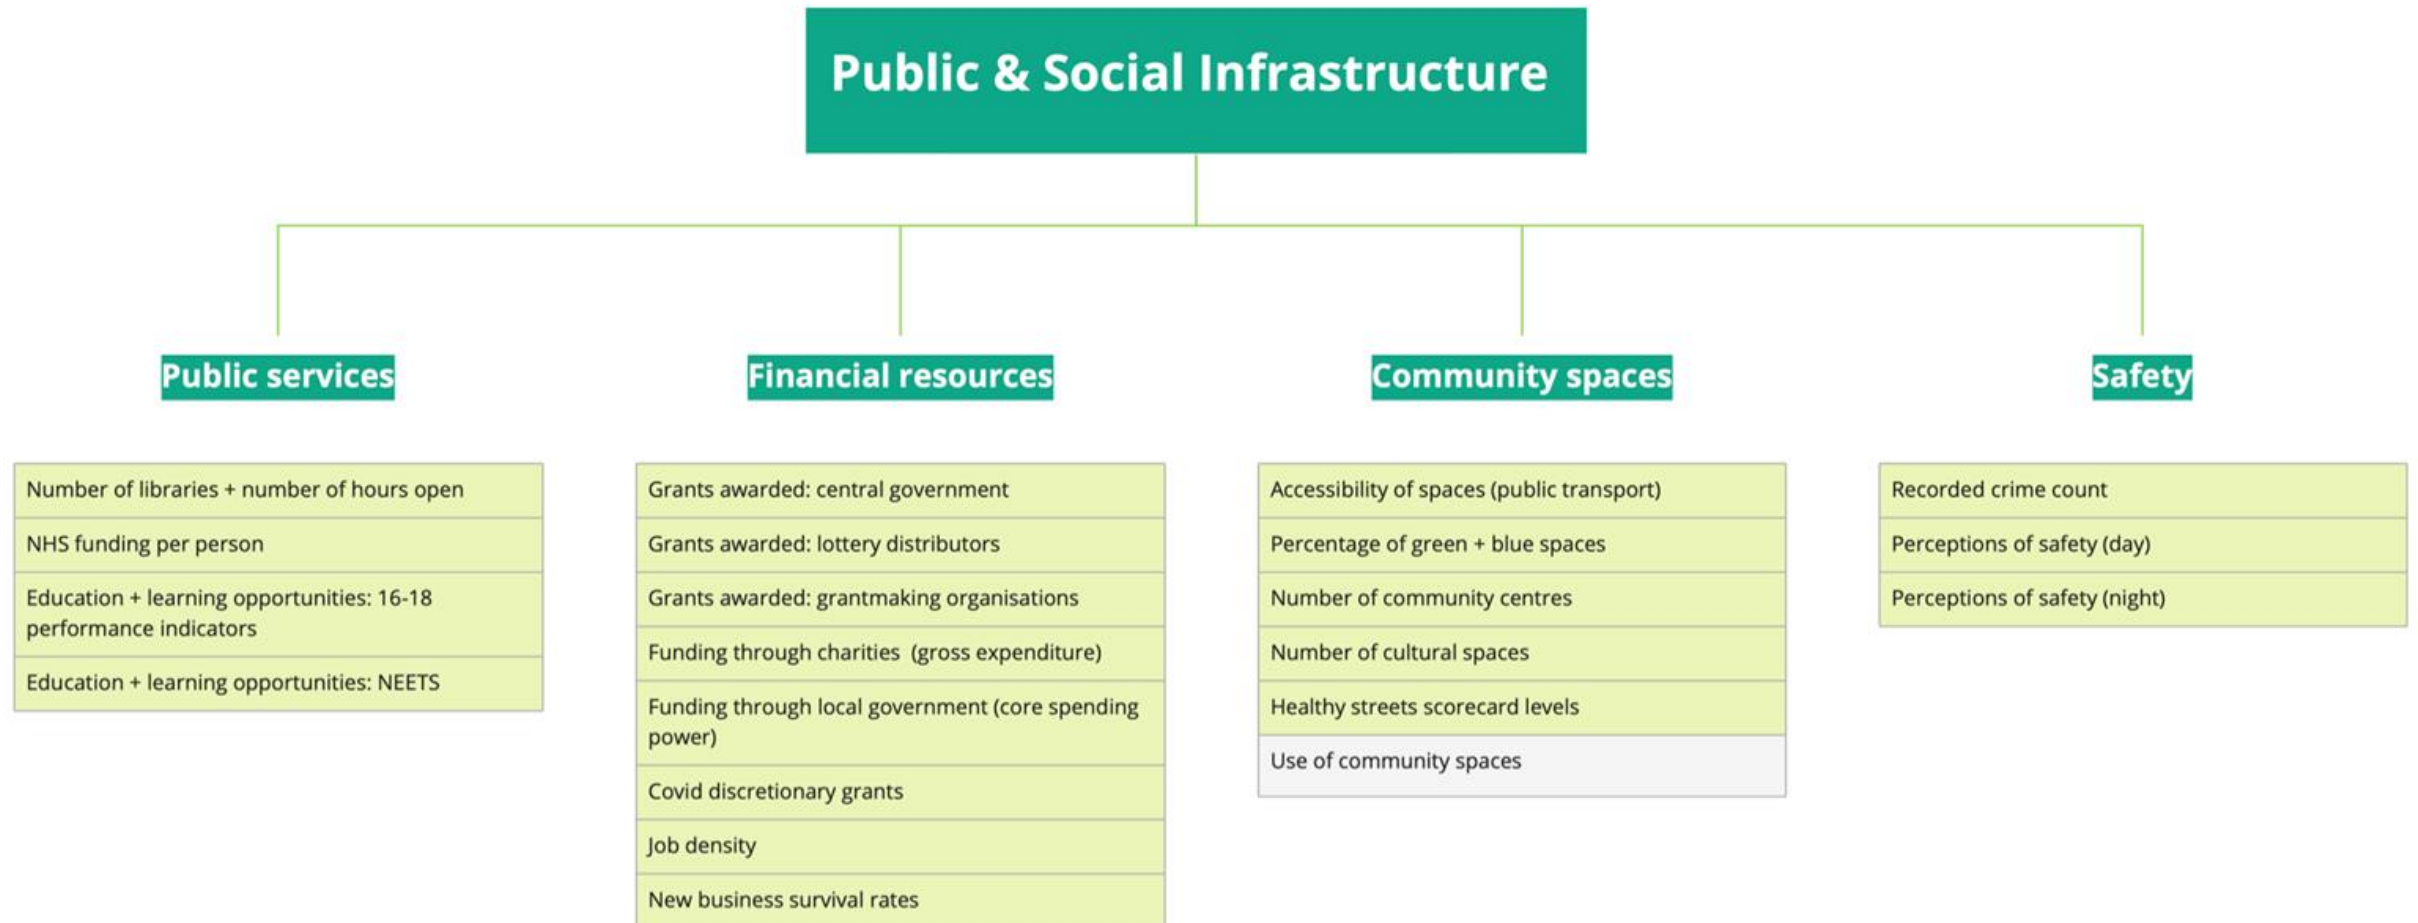 Public & Social Infrastructure
Public services
Number of libraries + number of hours open
NHS funding per person
Education + learning opportunities: 16-18
performance indicators
Education + learning opportunities: NEETS
Financial resources
Grants awarded: central government
Grants awarded: lottery distributors
Grants awarded: grantmaking organisations
Funding through charities (gross expenditure)
Funding through local government (core spending
power)
Covid discretionary grants
Job density
New business survival rates
Community spaces
Accessibility of spaces (public transport)
Percentage of green + blue spaces
Number of community centres
Number of cultural spaces
Healthy streets scorecard levels
Use of community spaces
Safety
Recorded crime count
Perceptions of safety (day)
Perceptions of safety (night)